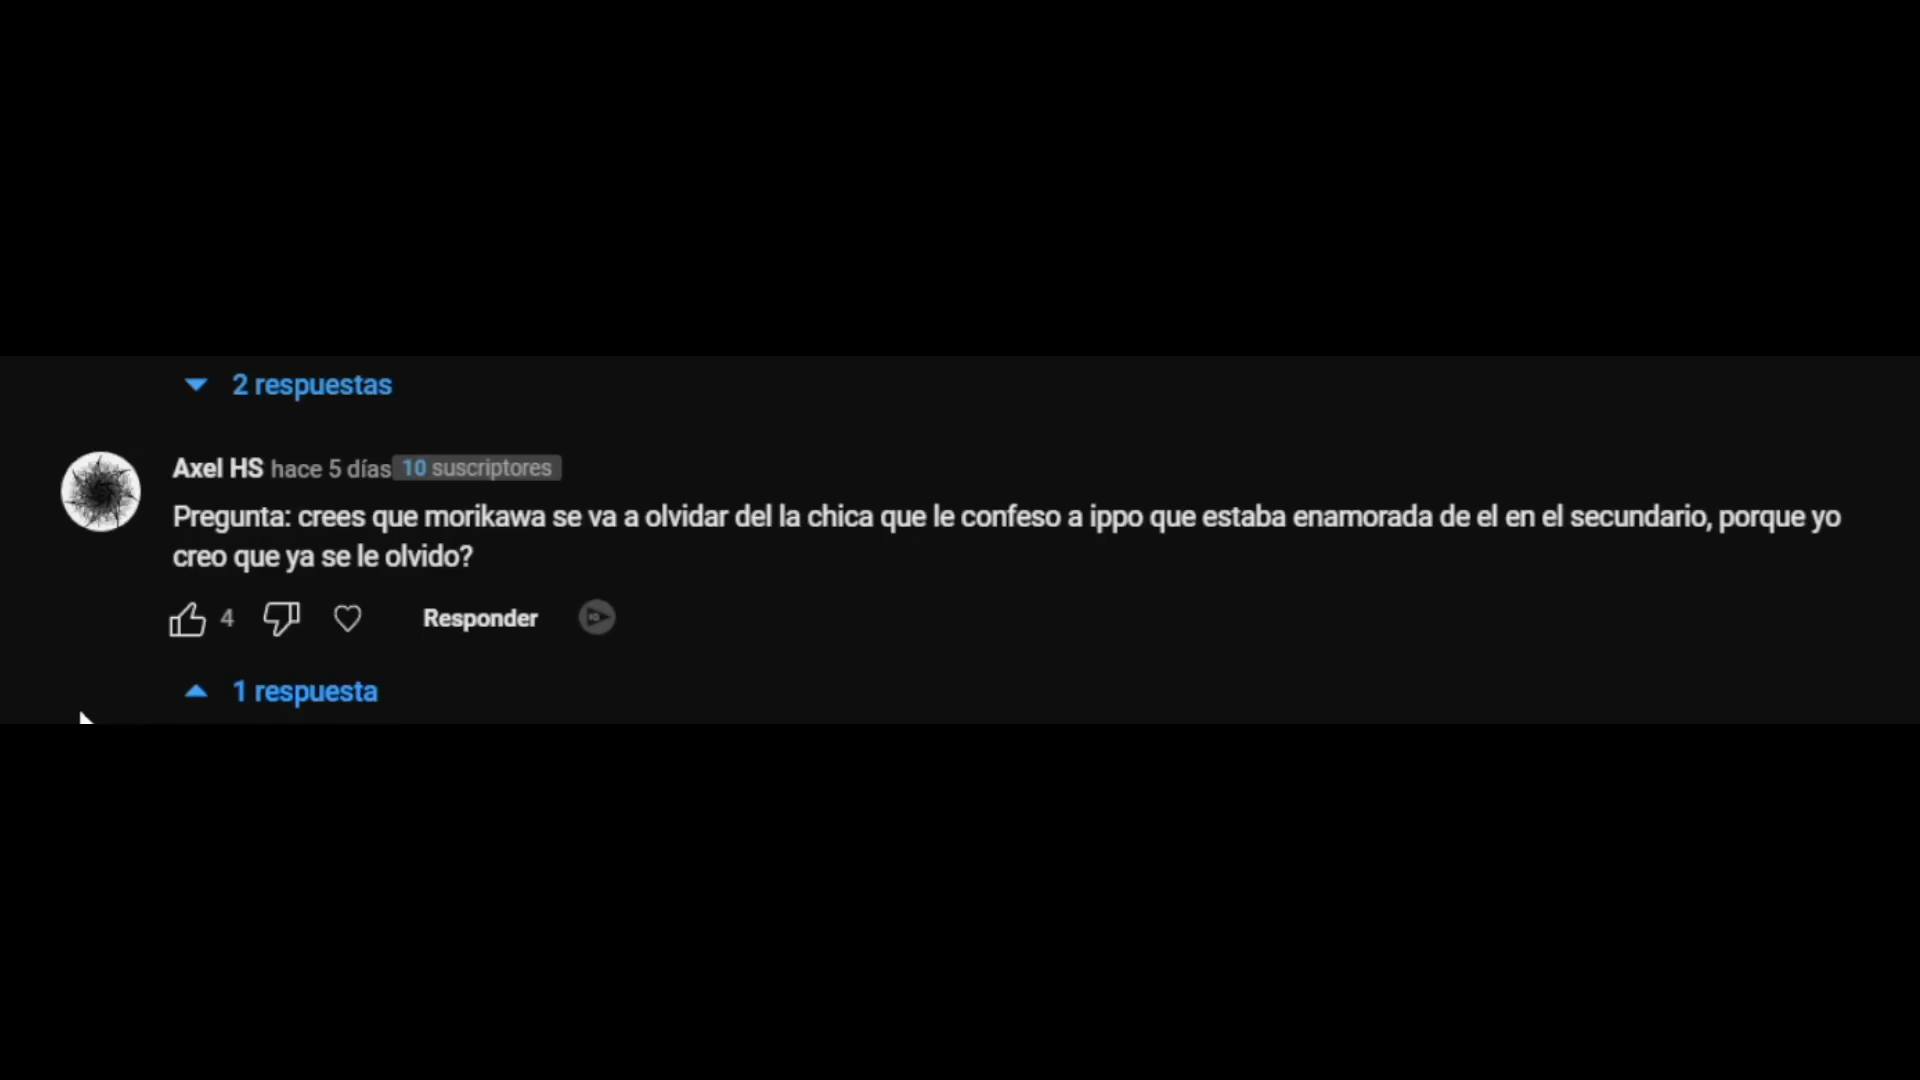 2 respuestas
Axel HS hace 5 días 10 suscriptores
Pregunta: crees que morikawa se va a olvidar del la chica que le confeso a ippo que estaba enamorada de el en el secundario, porque yo
creo que ya se le olvido?
4 Responder
1 respuesta